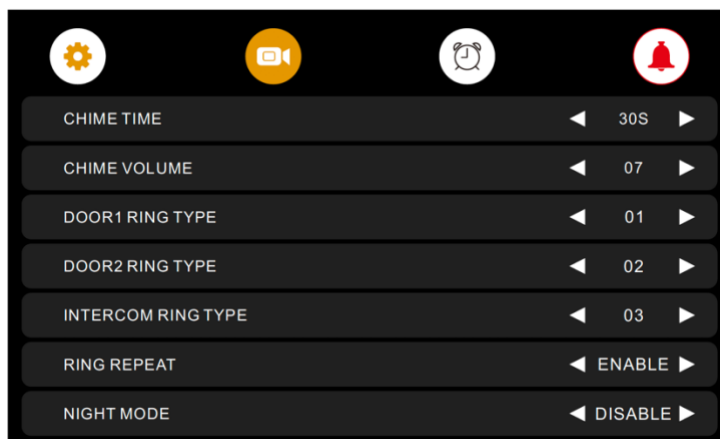 CHIME TIME 30S
CHIME VOLUME 07
DOOR1 RING TYPE 01
DOOR2 RING TYPE 02
INTERCOM RING TYPE 03
RING REPEAT ENABLE
NIGHT MODE DISABLE